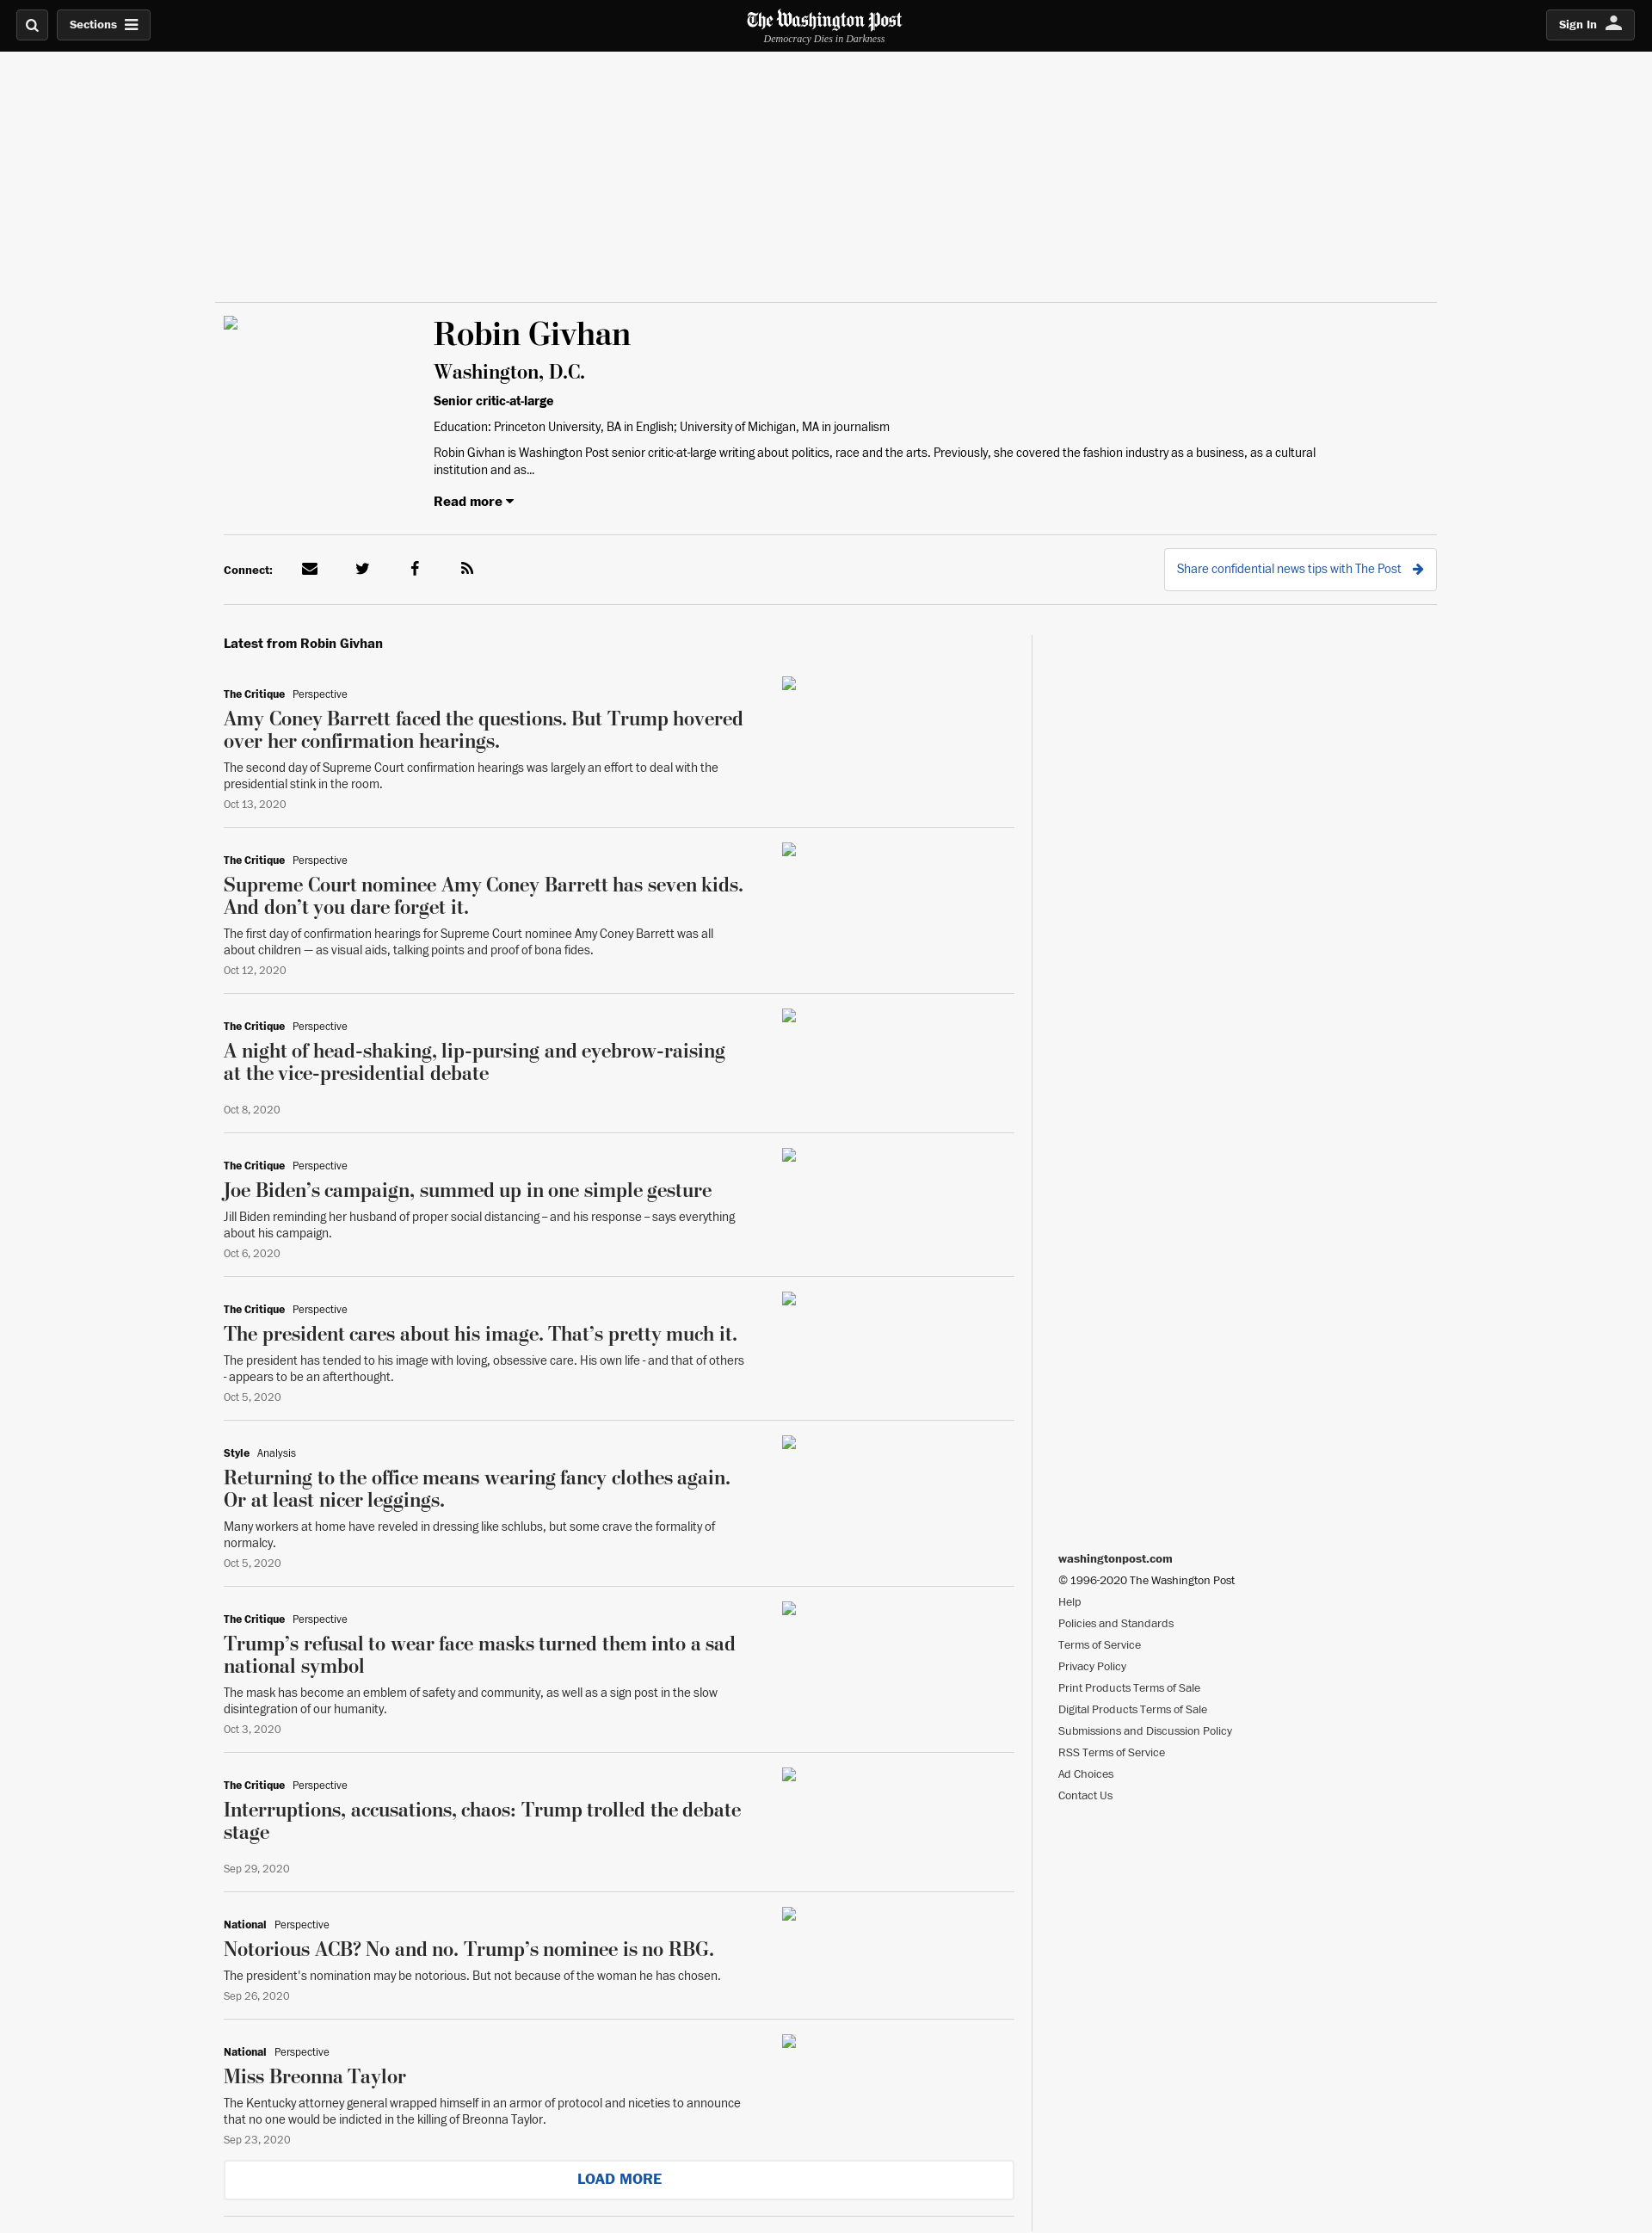 Sections
The Washington Post
Democracy Dies in Darkness
Sign In
Robin Givhan
Washington, D.C.
Senior critic-at-large
Education: Princeton University, BA in English; University of Michigan, MA in journalism
Robin Givhan is Washington Post senior critic-at-large writing about politics, race and the arts. Previously, she covered the fashion industry as a business, as a cultural
institution and as...
Read more
Connect:
Share confidential news tips with The Post
Latest from Robin Givhan
The Critique Perspective
Amy Coney Barrett faced the questions. But Trump hovered
over her confirmation hearings.
The second day of Supreme Court confirmation hearings was largely an effort to deal with the
presidential stink in the room.
Oct 13, 2020
The Critique Perspective
Supreme Court nominee Amy Coney Barrett has seven kids.
And don’t you dare forget it.
The first day of confirmation hearings for Supreme Court nominee Amy Coney Barrett was all
about children — as visual aids, talking points and proof of bona fides.
Oct 12, 2020
The Critique Perspective
A night of head-shaking, lip-pursing and eyebrow-raising
at the vice-presidential debate
Oct 8, 2020
The Critique Perspective
Joe Biden’s campaign, summed up in one simple gesture
Jill Biden reminding her husband of proper social distancing – and his response – says everything
about his campaign.
Oct 6, 2020
The Critique Perspective
The president cares about his image. That’s pretty much it.
The president has tended to his image with loving, obsessive care. His own life - and that of others
- appears to be an afterthought.
Oct 5, 2020
Style Analysis
Returning to the office means wearing fancy clothes again.
Or at least nicer leggings.
Many workers at home have reveled in dressing like schlubs, but some crave the formality of
normalcy.
Oct 5, 2020
The Critique Perspective
Trump’s refusal to wear face masks turned them into a sad
national symbol
The mask has become an emblem of safety and community, as well as a sign post in the slow
disintegration of our humanity.
Oct 3, 2020
The Critique Perspective
Interruptions, accusations, chaos: Trump trolled the debate
stage
Sep 29, 2020
National Perspective
Notorious ACB? No and no. Trump’s nominee is no RBG.
The president's nomination may be notorious. But not because of the woman he has chosen.
Sep 26, 2020
National Perspective
Miss Breonna Taylor
The Kentucky attorney general wrapped himself in an armor of protocol and niceties to announce
that no one would be indicted in the killing of Breonna Taylor.
Sep 23, 2020
LOAD MORE
washingtonpost.com
© 1996-2020 The Washington Post
Help
Policies and Standards
Terms of Service
Privacy Policy
Print Products Terms of Sale
Digital Products Terms of Sale
Submissions and Discussion Policy
RSS Terms of Service
Ad Choices
Contact Us